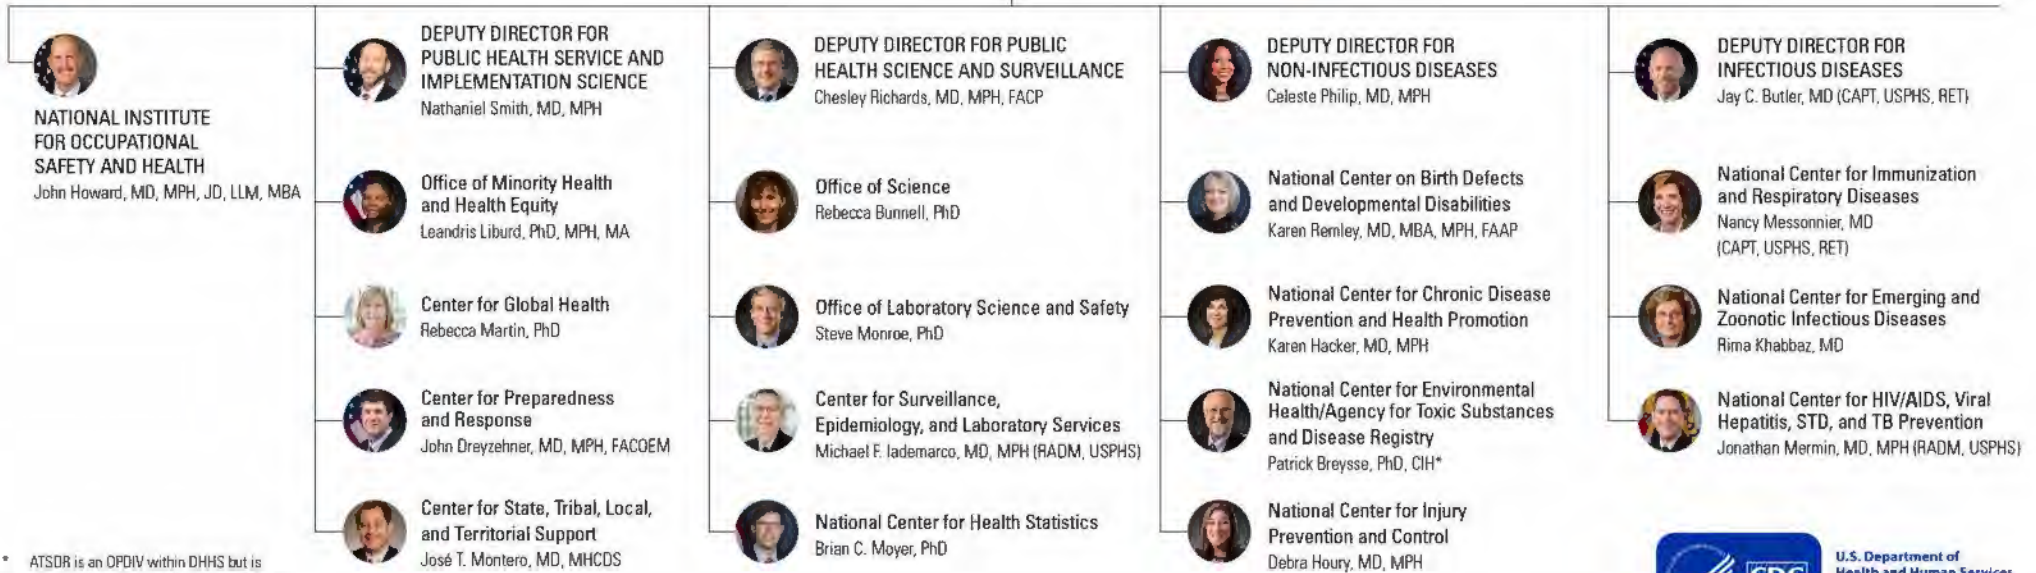 NATIONAL INSTITUTE
FOR OCCUPATIONAL
SAFETY AND HEALTH
John Howard, MD, MPH, JD, LLM, MBA
DEPUTY DIRECTOR FOR
PUBLIC HEALTH SERVICE AND
IMPLEMENTATION SCIENCE
Nathaniel Smith, MD, MPH
Office of Minority Health
and Health Equity
Leandris Liburd, PhD, MPH, MA
Center for Global Health
Rebecca Martin, PhD
Center for Preparedness
and Response
John Dreyzehner, MD, MPH, FACOEM
Center for State, Tribal, Local,
and Territorial Support
José T. Montero, MD, MHCDS
DEPUTY DIRECTOR FOR PUBLIC
HEALTH SCIENCE AND SURVEILLANCE
Chesley Richards, MD, MPH, FACP
Office of Science
Rebecca Bunnell, PhD
Office of Laboratory Science and Safety
Steve Monroe, PhD
Center for Surveillance,
Epidemiology, and Laboratory Services
Michael F. Iademarco, MD, MPH (RADM, USPHS)
National Center for Health Statistics
Brian C. Moyer, PhD
DEPUTY DIRECTOR FOR
NON-INFECTIOUS DISEASES
Celeste Philip, MD, MPH
National Center on Birth Defects
and Developmental Disabilities
Karen Remley, MD, MBA, MPH, FAAP
National Center for Chronic Disease
Prevention and Health Promotion
Karen Hacker, MD, MPH
National Center for Environmental
Health/Agency for Toxic Substances
and Disease Registry
Patrick Breysse, PhD, CIH*
National Center for Injury
Prevention and Control
Debra Houry, MD, MPH
DEPUTY DIRECTOR FOR
INFECTIOUS DISEASES
Jay C. Butler, MD (CAPT, USPHS, RET)
National Center for Immunization
and Respiratory Diseases
Nancy Messonnier, MD
(CAPT, USPHS, RET)
National Center for Emerging and
Zoonotic Infectious Diseases
Rima Khabbaz, MD
National Center for HIV/AIDS, Viral
Hepatitis, STD, and TB Prevention
Jonathan Mermin, MD, MPH (RADM, USPHS)
* ATSDR is an OPDIV within DHHS but is
CDC
U.S. Department of
Health and Human Services